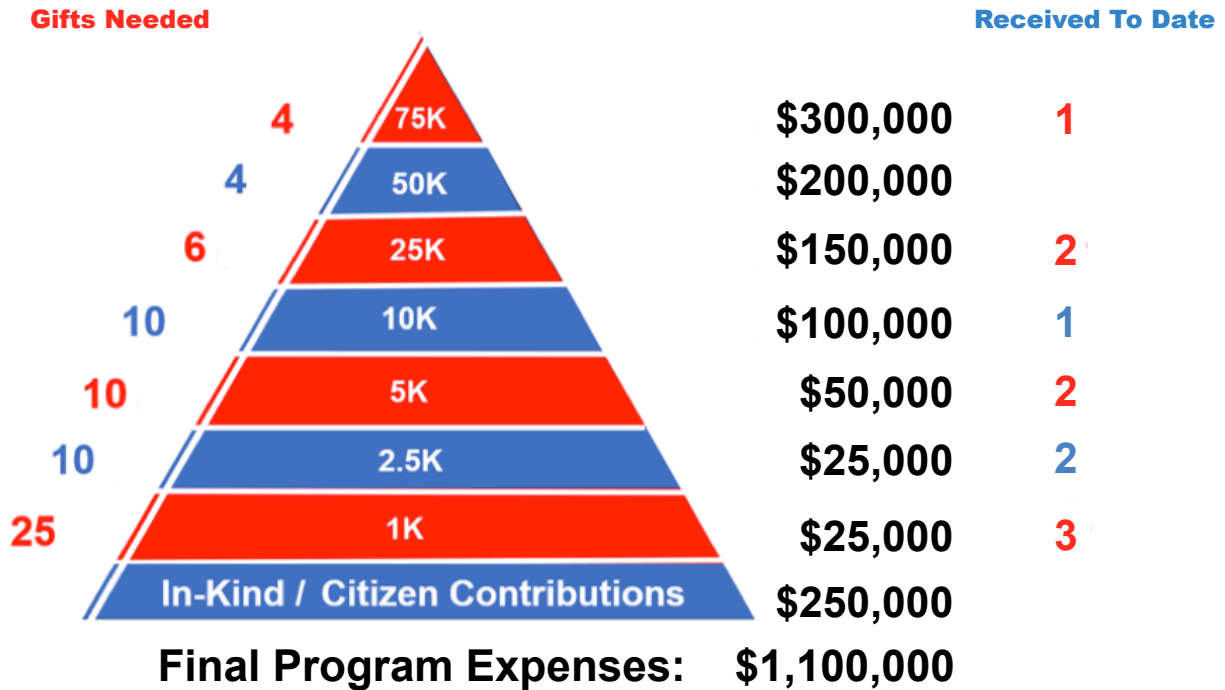 Gifts Needed Received To Date
4 75K $300,000 1
4 50K $200,000
6 25K $150,000 2
10 10K $100,000 1
10 5K $50,000 2
10 2.5K $25,000 2
25 1K $25,000 3
In-Kind / Citizen Contributions $250,000
Final Program Expenses: $1,100,000